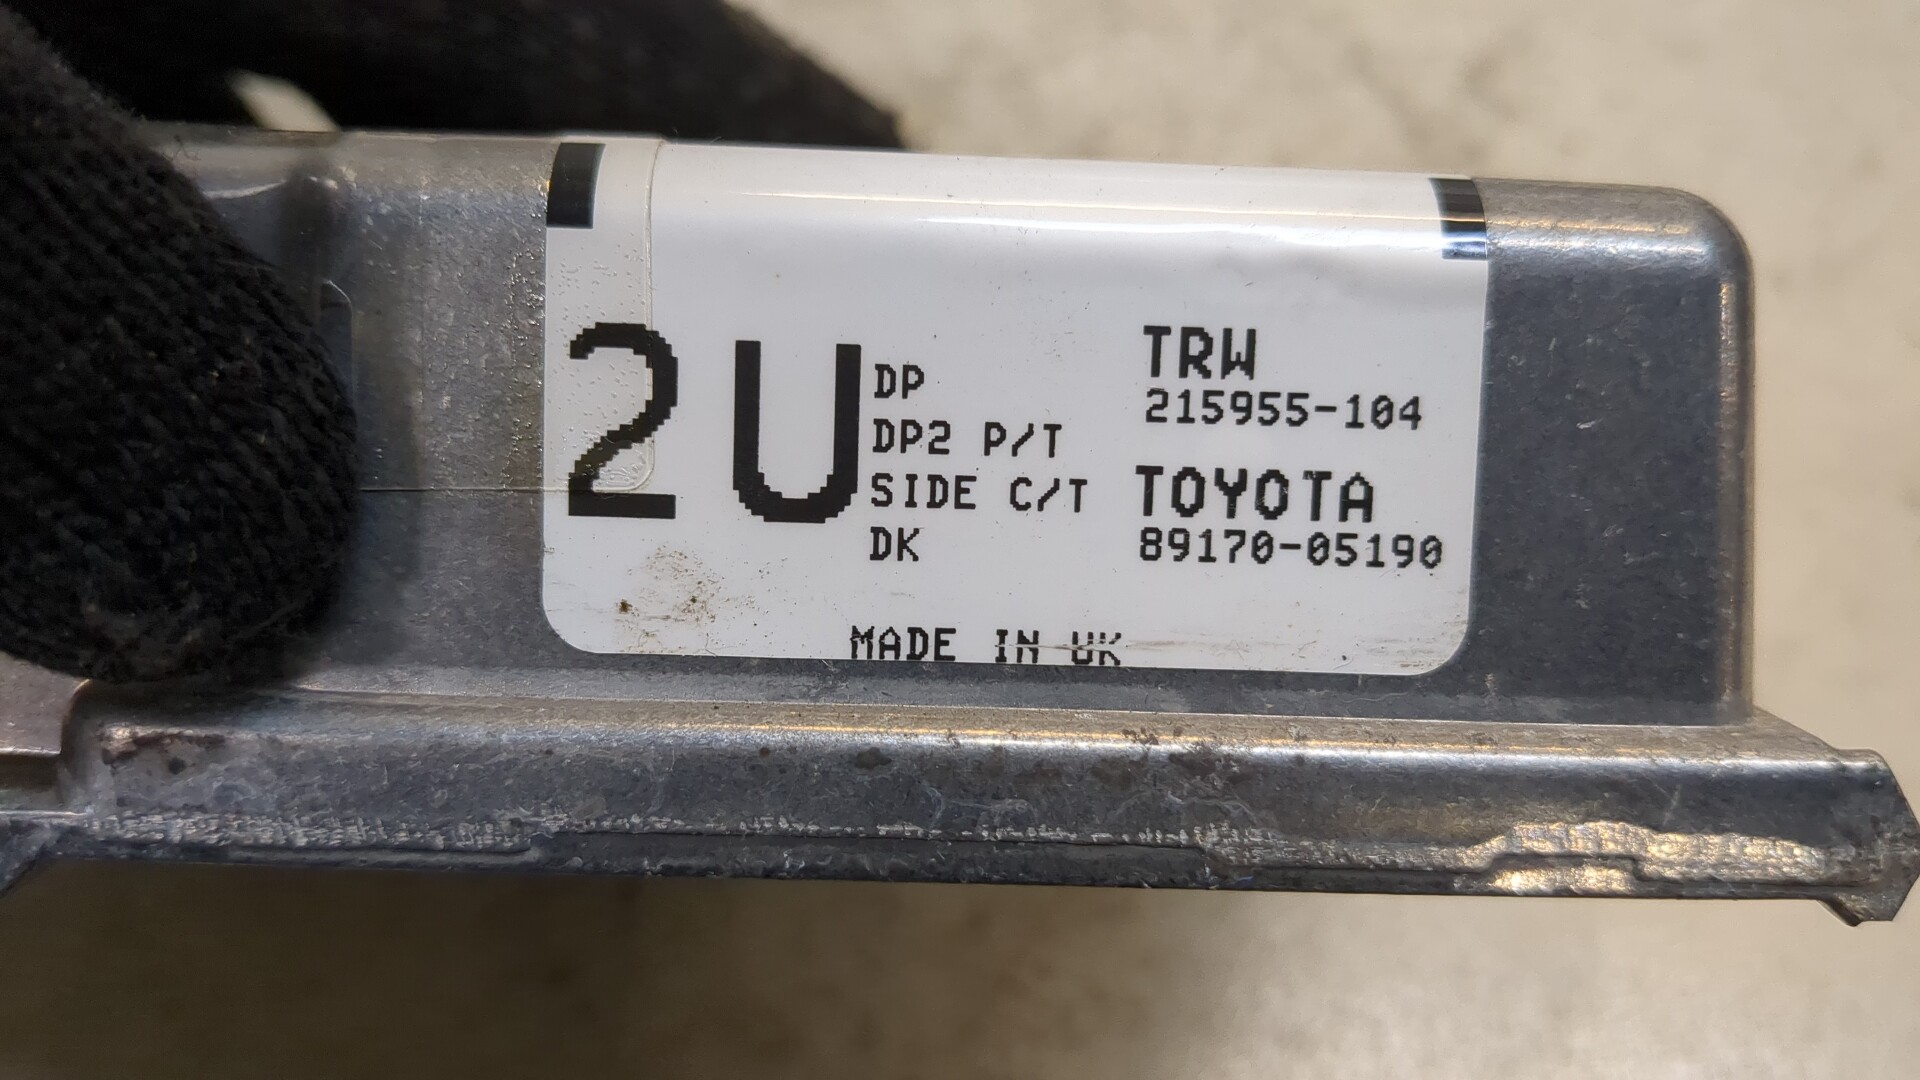 2U
DP
DP2 P/T
SIDE C/T
DK
TRW
215955-104
TOYOTA
89170-05190
MADE IN UK